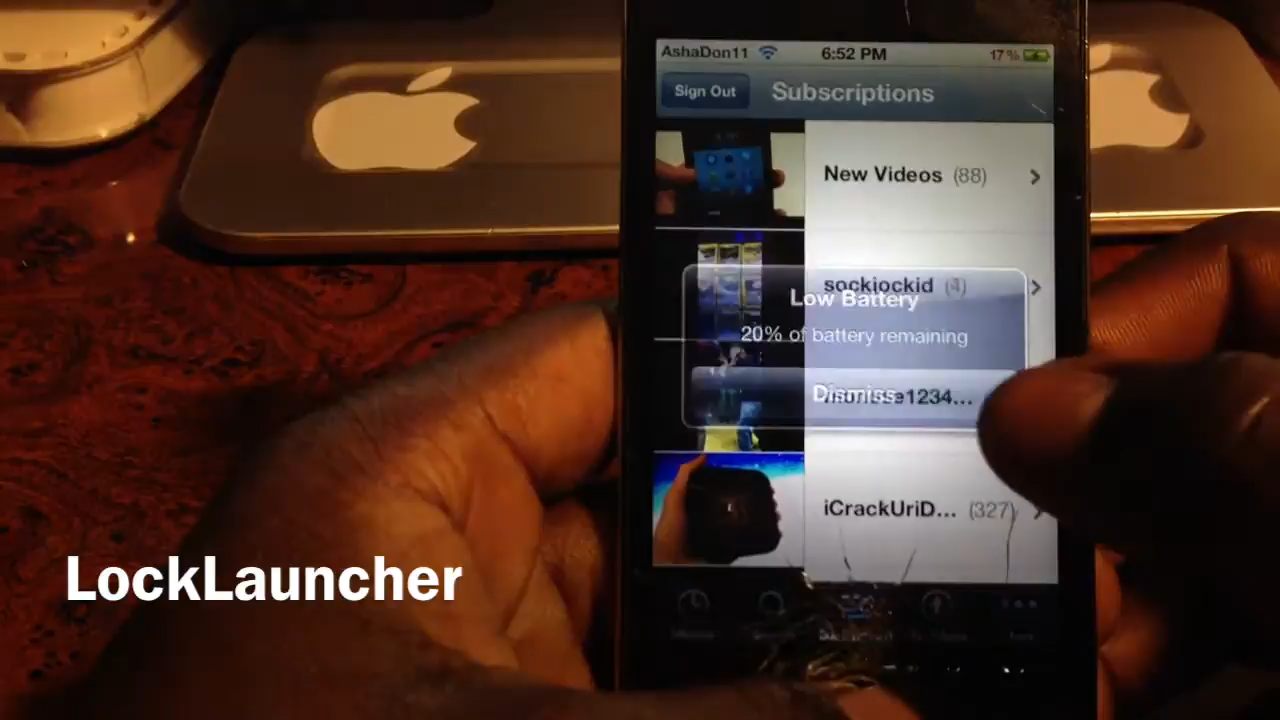 AshaDon11 6:52 PM 17%
Sign Out Subscriptions
New Videos (88)
sockiockid (4)
Low Battery
20% of battery remaining
Dismiss
iCrackUriD... (327)
LockLauncher